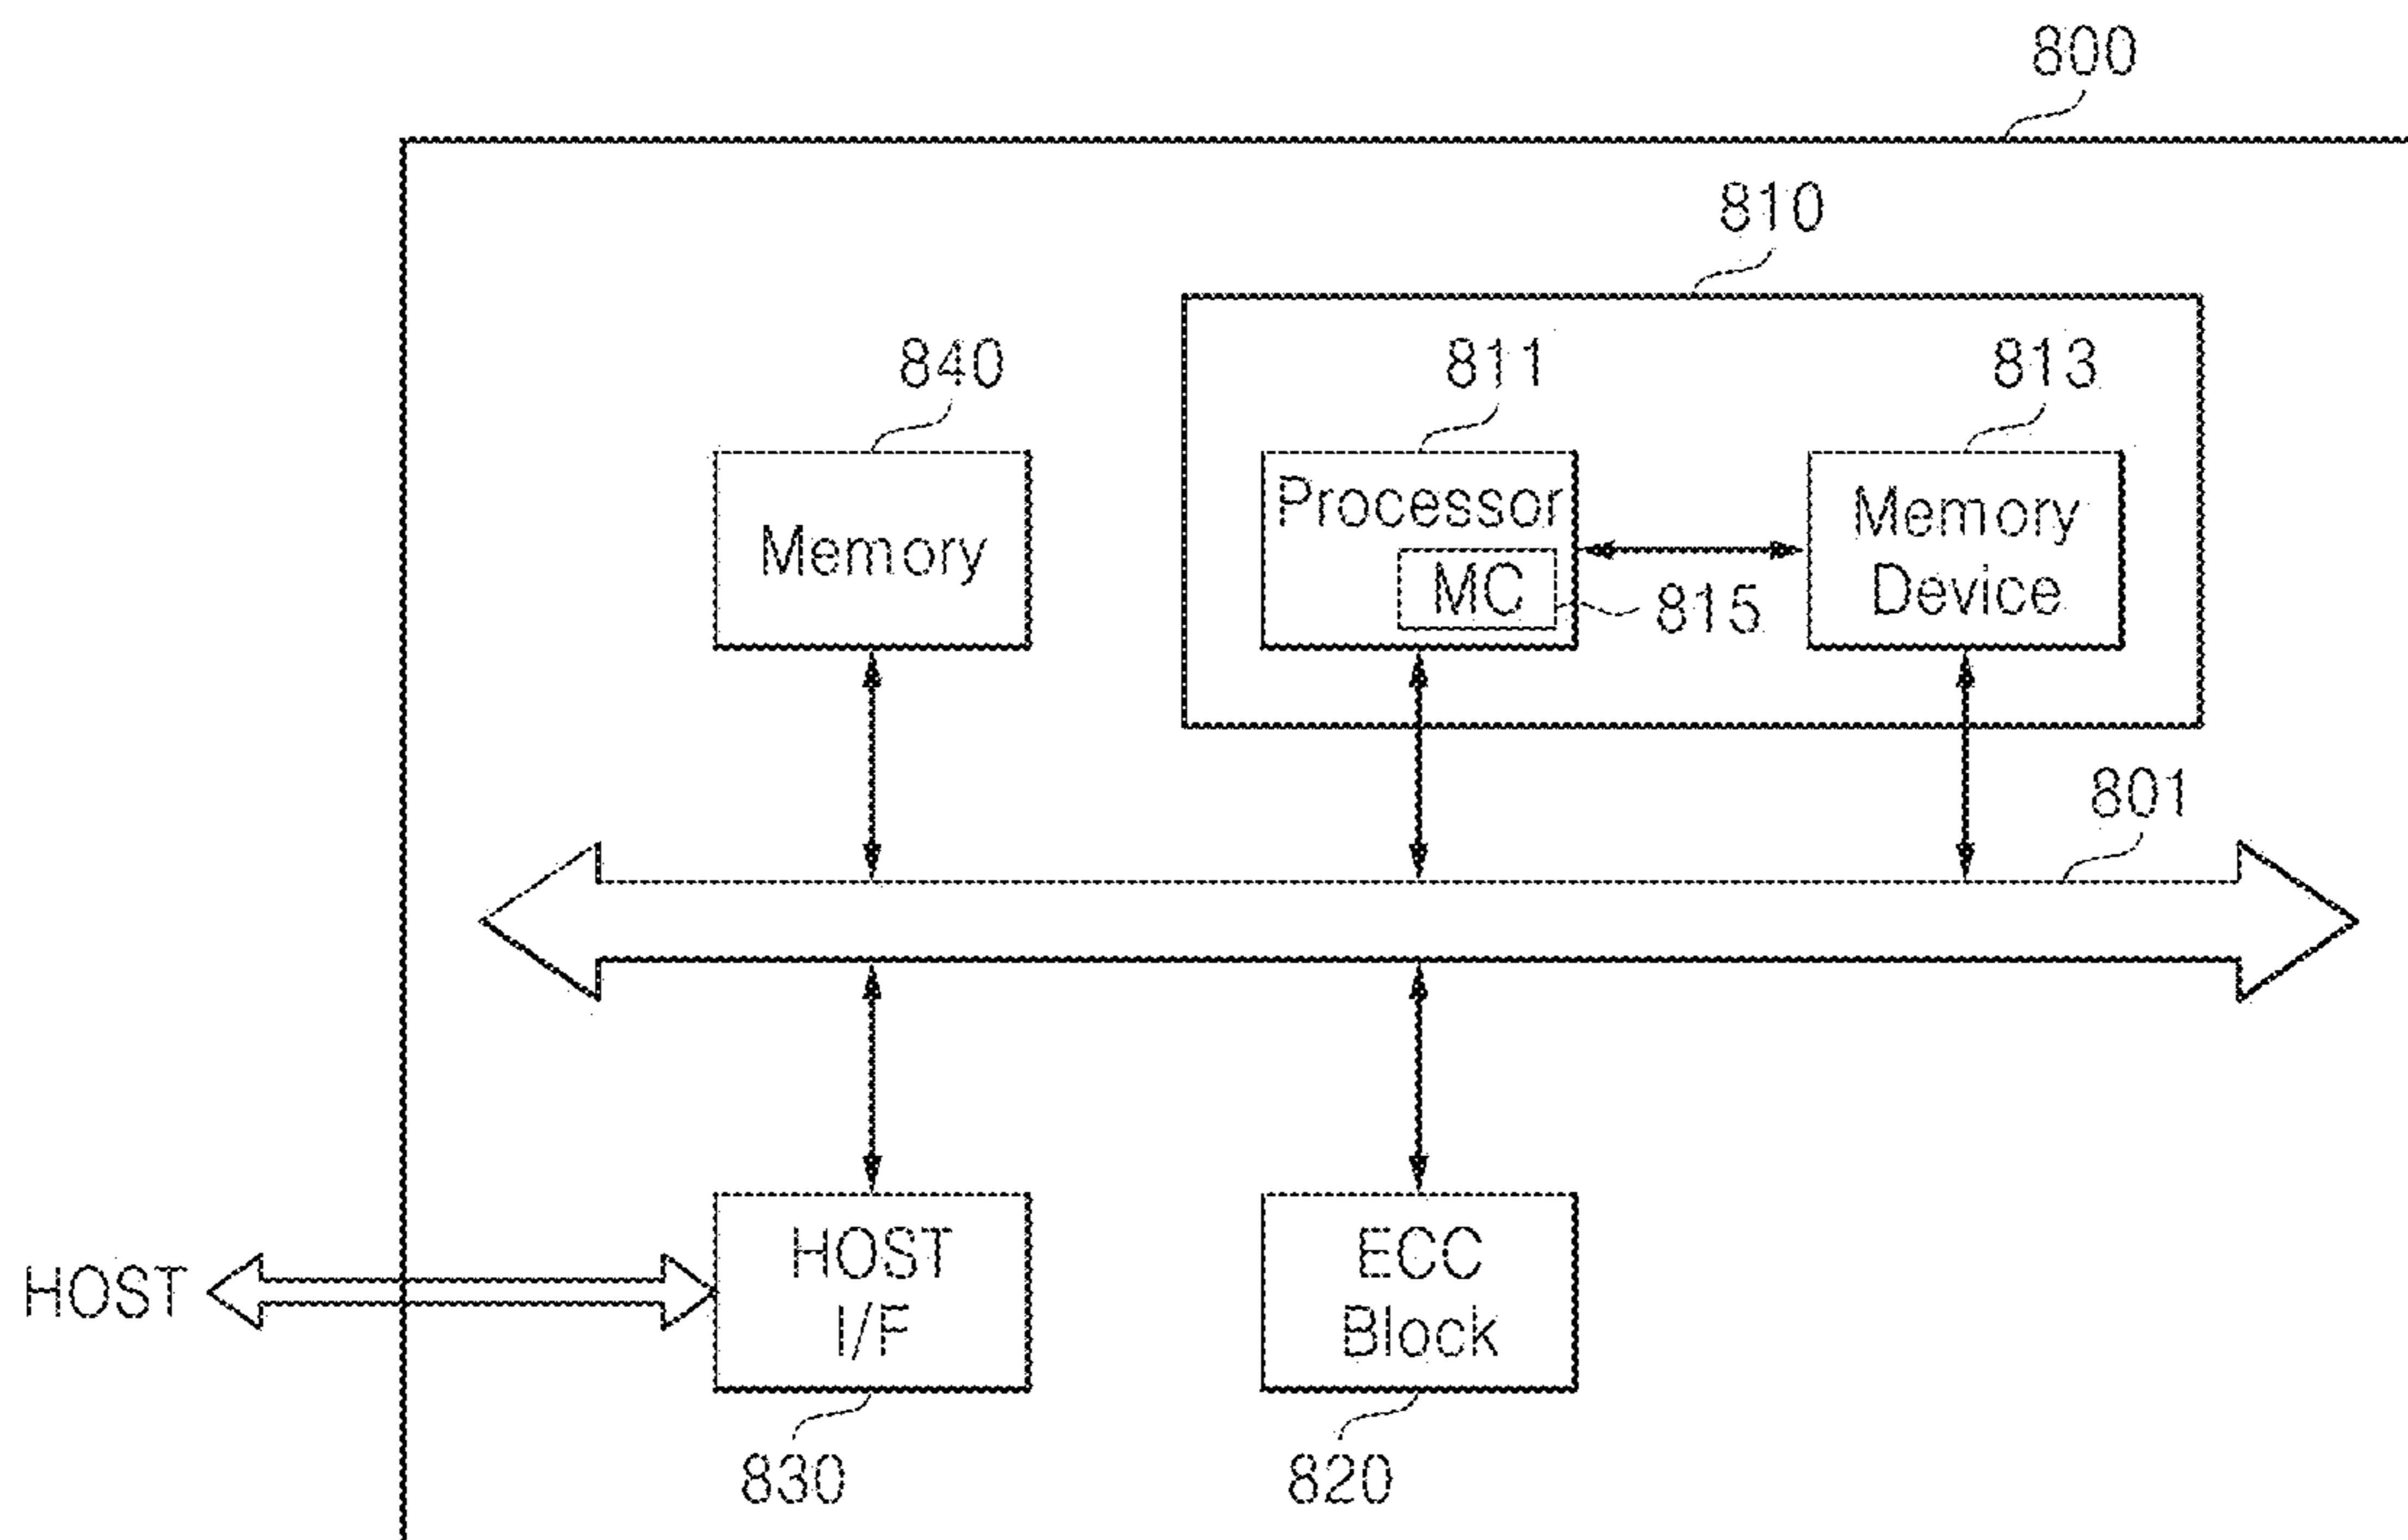 800
810
840
811
813
Processor
Memory
MC
815
Memory
Device
801
HOST
HOST
I/F
ECC
Block
830
820